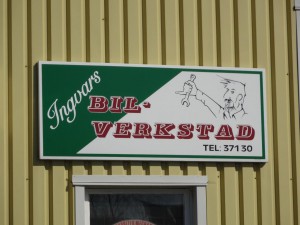 Ingvars
BIL-
VERKSTAD
TEL: 371 30